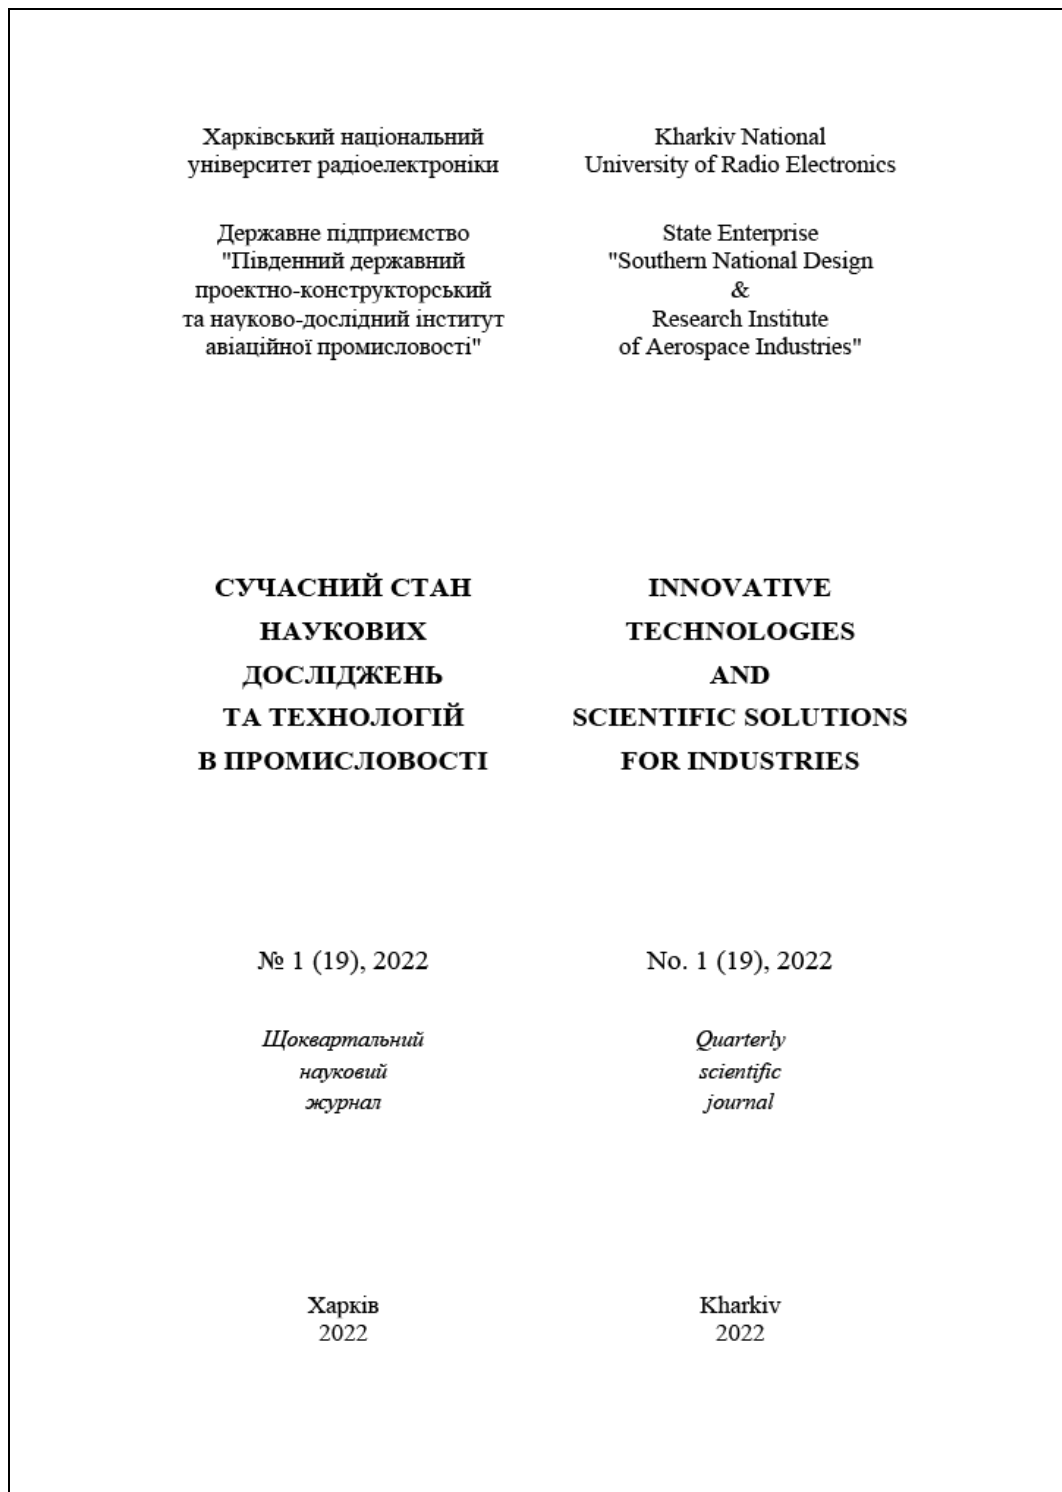 Харківський національний
університет радіоелектроніки
Державне підприємство
"Південний державний
проектно-конструкторський
та науково-дослідний інститут
авіаційної промисловості"
СУЧАСНИЙ СТАН
НАУКОВИХ
ДОСЛІДЖЕНЬ
ТА ТЕХНОЛОГІЙ
В ПРОМИСЛОВОСТІ
№ 1 (19), 2022
Щоквартальний
науковий
журнал
Харків
2022
Kharkiv National
University of Radio Electronics
State Enterprise
"Southern National Design
&
Research Institute
of Aerospace Industries"
INNOVATIVE
TECHNOLOGIES
AND
SCIENTIFIC SOLUTIONS
FOR INDUSTRIES
No. 1 (19), 2022
Quarterly
scientific
journal
Kharkiv
2022